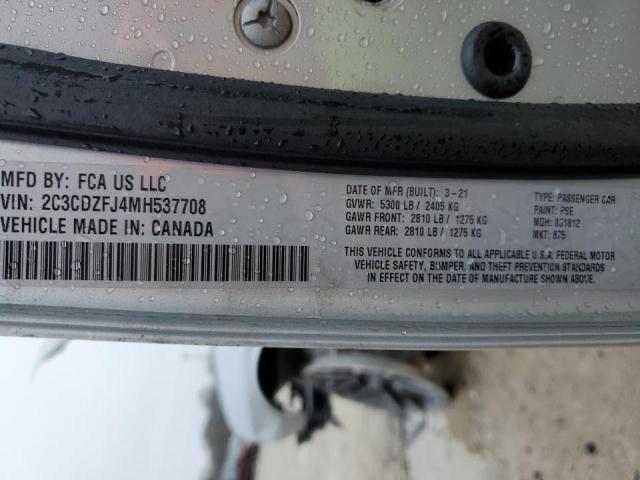 MFD BY: FCA US LLC
VIN: 2C3CDZFJ4MH537708
VEHICLE MADE IN: CANADA
DATE OF MFR (BUILT): 3-21
GVWR: 5300 LB / 2405 KG
GAWR FRONT: 2810 LB / 1275 KG
GAWR REAR: 2810 LB / 1275 KG
TYPE: PASSENGER CAR
PAINT: PSE
MDH: 031812
MKT: 875
THIS VEHICLE CONFORMS TO ALL APPLICABLE U.S.A. FEDERAL MOTOR
VEHICLE SAFETY, BUMPER, AND THEFT PREVENTION STANDARDS
IN EFFECT ON THE DATE OF MANUFACTURE SHOWN ABOVE.